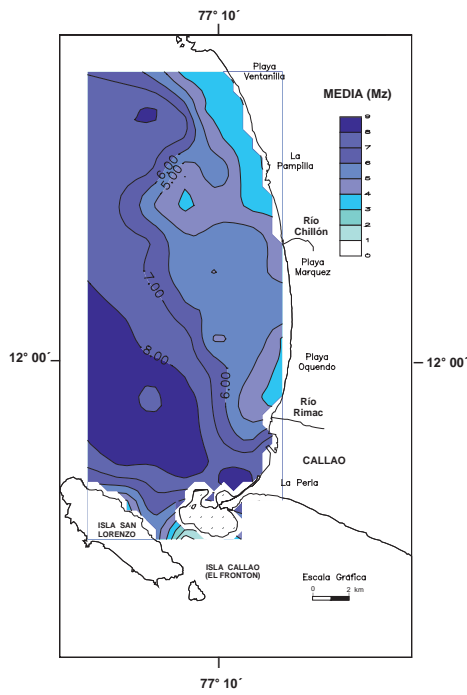 77° 10´
Playa
Ventanilla
MEDIA (Mz)
9
8
7
6
5
4
3
2
1
0
La
Pampilla
6.00
5.00
Río
Chillón
Playa
Marquez
7.00
8.00
12° 00´
12° 00´
Playa
Oquendo
6.00
Río
Rimac
CALLAO
La Perla
ISLA SAN
LORENZO
ISLA CALLAO
(EL FRONTON)
Escala Gráfica
0 2 km
77° 10´